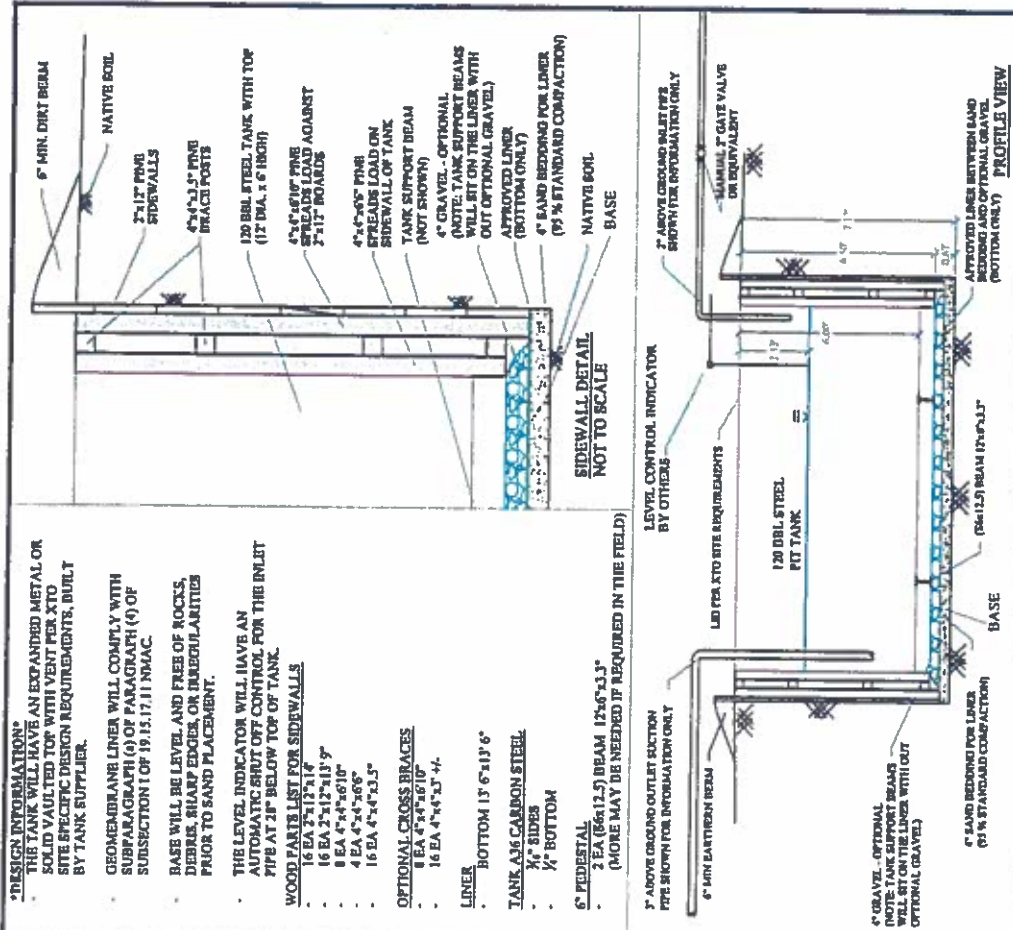 *DESIGN INFORMATION*
- THE TANK WILL HAVE AN EXPANDED METAL OR
SOLID VAULTED TOP WITH VENT PER XTO
SITE SPECIFIC DESIGN REQUIREMENTS, BUILT
BY TANK SUPPLIER.
- GEOMEMBRANE LINER WILL COMPLY WITH
SUBPARAGRAPH (a) OF PARAGRAPH (4) OF
SUBSECTION I OF 19.15.17.11 NMAC.
- BASE WILL BE LEVEL AND FREE OF ROCKS,
DEBRIS, SHARP EDGES, OR IRREGULARITIES
PRIOR TO SAND PLACEMENT.
- THE LEVEL INDICATOR WILL HAVE AN
AUTOMATIC SHUT OFF CONTROL FOR THE INLET
PIPE AT 28" BELOW TOP OF TANK.
WOOD PARTS LIST FOR SIDEWALLS
- 16 EA 2"x12"x14'
- 16 EA 2"x12"x13'9"
- 8 EA 4"x4"x6'10"
- 4 EA 4"x4"x6'6"
- 16 EA 4"x4"x3.5"
OPTIONAL CROSS BRACES
- 8 EA 4"x4"x6'10"
- 16 EA 4"x4"x3' +/-
LINER
- BOTTOM 13' 6"x13' 6"
TANK A36 CARBON STEEL
- 3/16" SIDES
- 1/4" BOTTOM
6" PEDESTAL
- 2 EA (S6x12.5) BEAM 12"x6"x3.3"
(MORE MAY BE NEEDED IF REQUIRED IN THE FIELD)
6" MIN. DIRT BERM
NATIVE SOIL
2"x12" PINE
SIDEWALLS
4"x4"x3.5" PINE
BRACE POSTS
120 BBL STEEL TANK WITH TOP
(12' DIA. x 6' HIGH)
4"x4"x6'10" PINE
SPREADS LOAD AGAINST
2"x12" BOARDS
4"x4"x6'6" PINE
SPREADS LOAD ON
SIDEWALL OF TANK
TANK SUPPORT BEAM
(NOT SHOWN)
4" GRAVEL - OPTIONAL
(NOTE: TANK SUPPORT BEAMS
WILL SIT ON THE LINER WITH
OUT OPTIONAL GRAVEL)
APPROVED LINER
(BOTTOM ONLY)
4" SAND BEDDING FOR LINER
(95 % STANDARD COMPACTION)
NATIVE SOIL
BASE
SIDEWALL DETAIL
NOT TO SCALE
3" ABOVE GROUND OUTLET SUCTION
PIPE SHOWN FOR INFORMATION ONLY
6" MIN EARTHERN BERM
LID PER XTO SITE REQUIREMENTS
LEVEL CONTROL INDICATOR
BY OTHERS
2" ABOVE GROUND INLET PIPE
SHOWN FOR INFORMATION ONLY
MANUAL 2" GATE VALVE
OR EQUIVALENT
120 BBL STEEL
PIT TANK
6.00'
4" GRAVEL - OPTIONAL
(NOTE: TANK SUPPORT BEAMS
WILL SIT ON THE LINER WITH OUT
OPTIONAL GRAVEL)
4" SAND BEDDING FOR LINER
(95 % STANDARD COMPACTION)
BASE
(S6x12.5) BEAM 12"x6"x3.3"
APPROVED LINER BETWEEN SAND
BEDDING AND OPTIONAL GRAVEL
(BOTTOM ONLY)
PROFILE VIEW